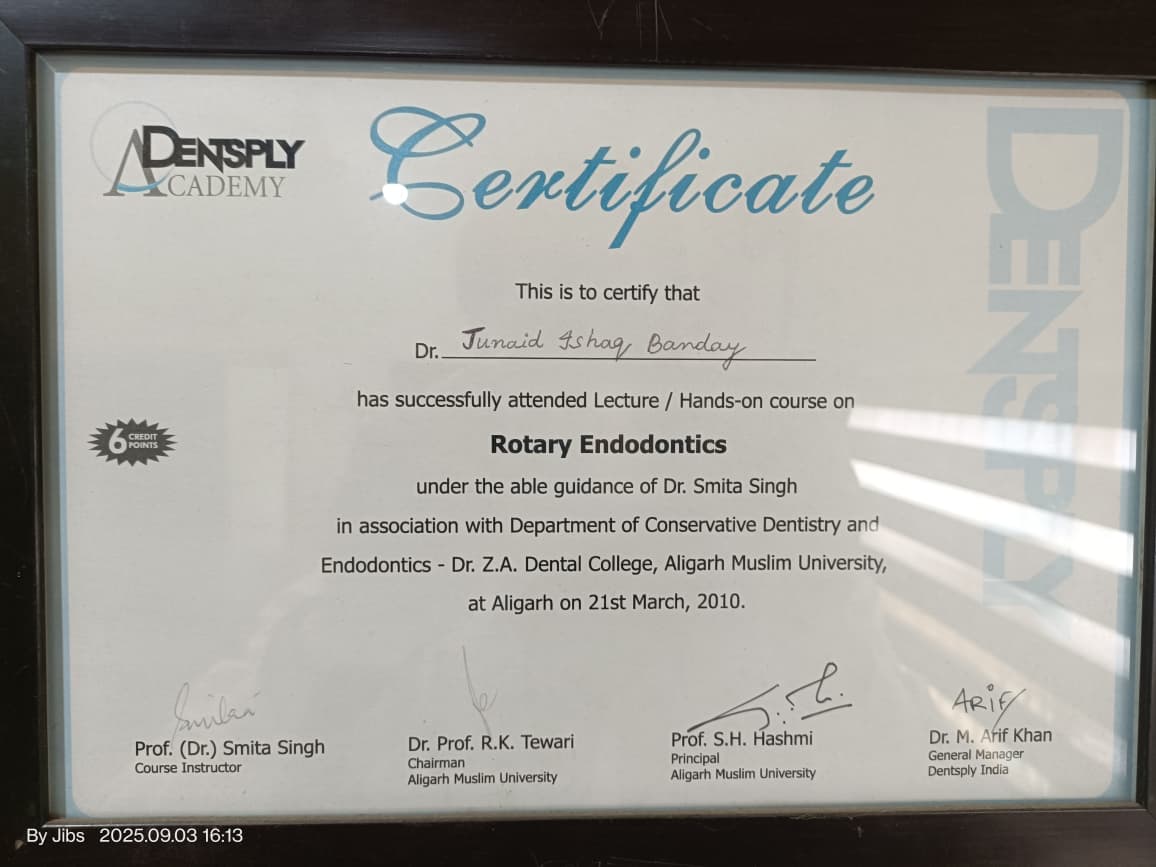 DENTSPLY
ACADEMY
Certificate
DENTSPLY
This is to certify that
Dr. Junaid Ishaq Banday
has successfully attended Lecture / Hands-on course on
6 CREDIT POINTS
Rotary Endodontics
under the able guidance of Dr. Smita Singh
in association with Department of Conservative Dentistry and
Endodontics - Dr. Z.A. Dental College, Aligarh Muslim University,
at Aligarh on 21st March, 2010.
ARIF
Prof. (Dr.) Smita Singh
Course Instructor
Dr. Prof. R.K. Tewari
Chairman
Aligarh Muslim University
Prof. S.H. Hashmi
Principal
Aligarh Muslim University
Dr. M. Arif Khan
General Manager
Dentsply India
By Jibs 2025.09.03 16:13